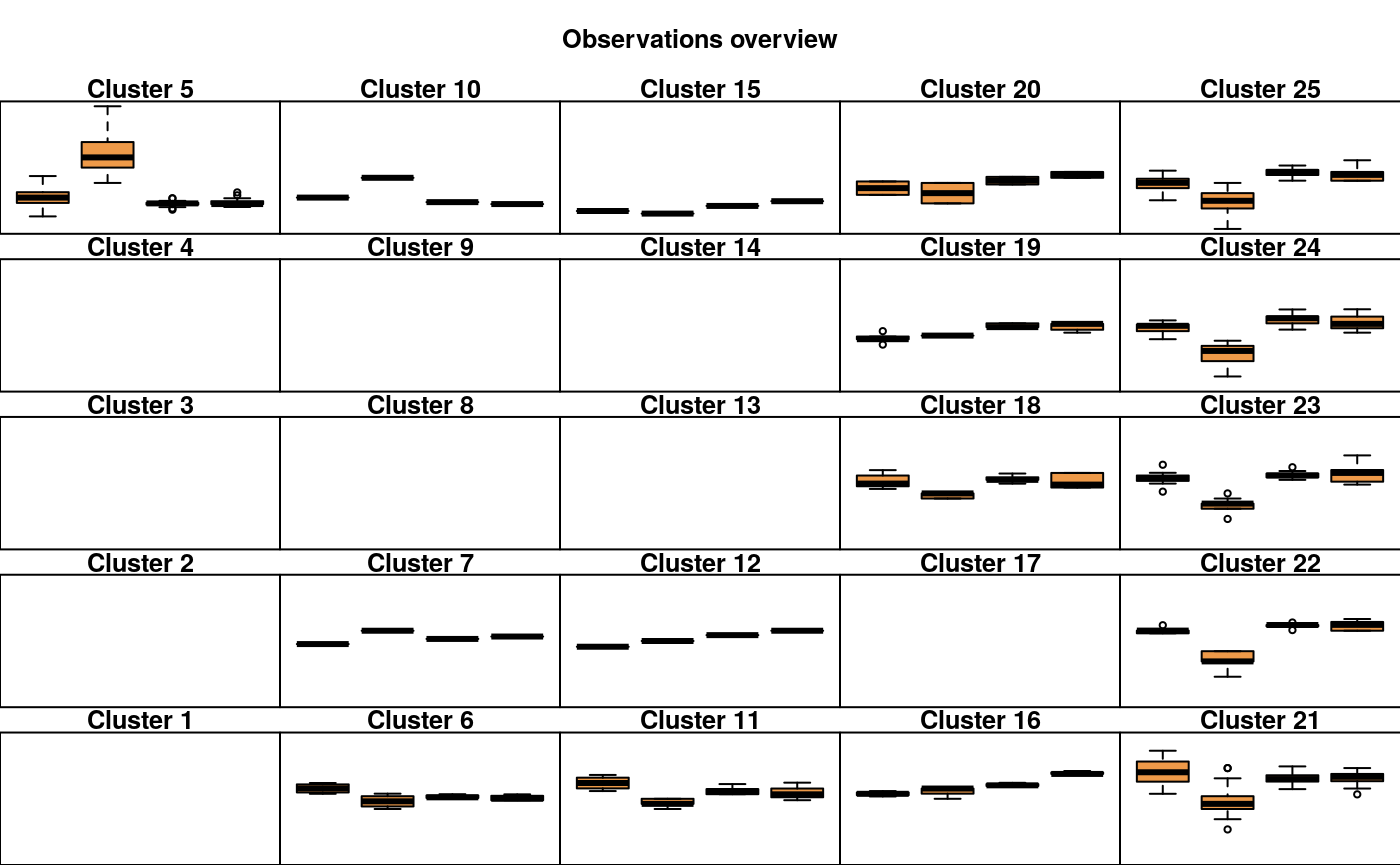 Observations overview
Cluster 5 Cluster 10 Cluster 15 Cluster 20 Cluster 25
Cluster 4 Cluster 9 Cluster 14 Cluster 19 Cluster 24
Cluster 3 Cluster 8 Cluster 13 Cluster 18 Cluster 23
Cluster 2 Cluster 7 Cluster 12 Cluster 17 Cluster 22
Cluster 1 Cluster 6 Cluster 11 Cluster 16 Cluster 21